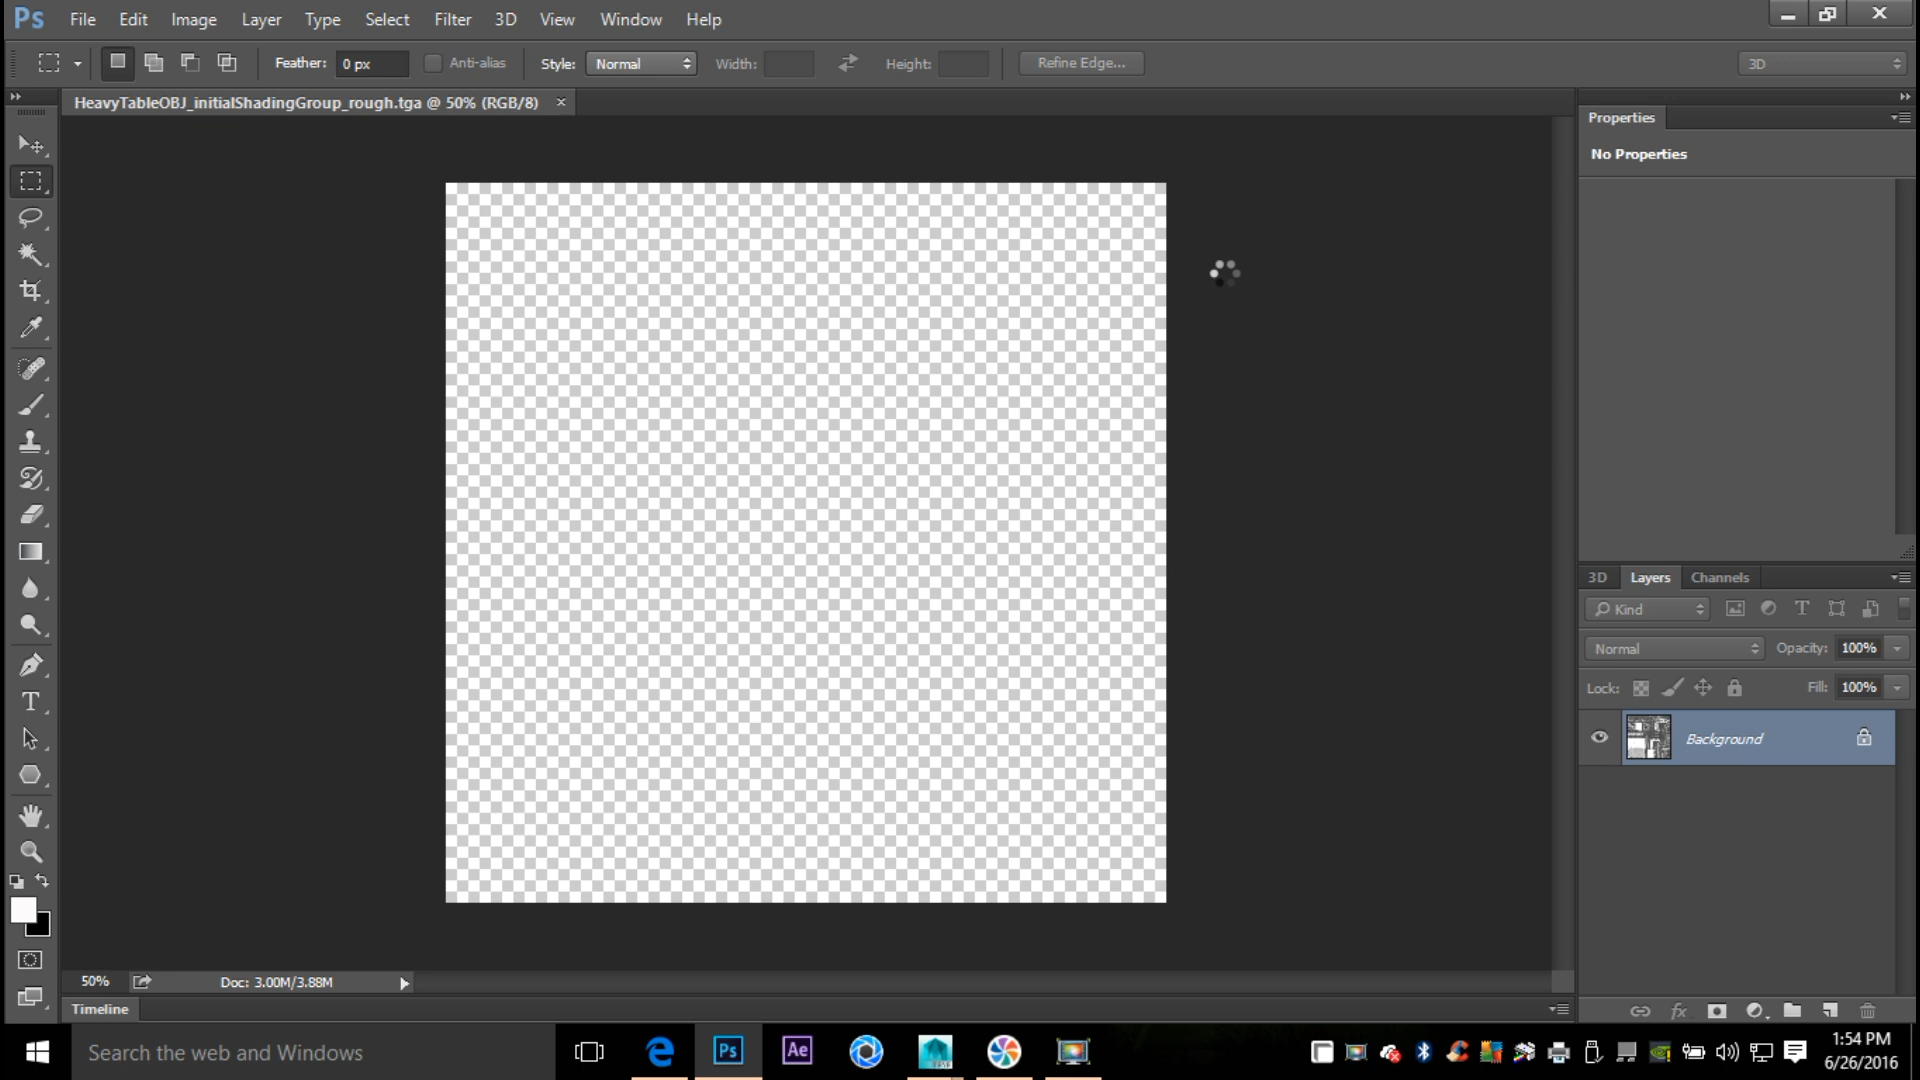 Ps File Edit Image Layer Type Select Filter 3D View Window Help
Feather: 0 px Anti-alias Style: Normal Width: Height: Refine Edge... 3D
HeavyTableOBJ_initialShadingGroup_rough.tga @ 50% (RGB/8) ×
Properties
No Properties
3D Layers Channels
Kind
Normal Opacity: 100%
Lock: Fill: 100%
Background
50% Doc: 3.00M/3.88M
Timeline
Search the web and Windows
Ps Ae
1:54 PM
6/26/2016